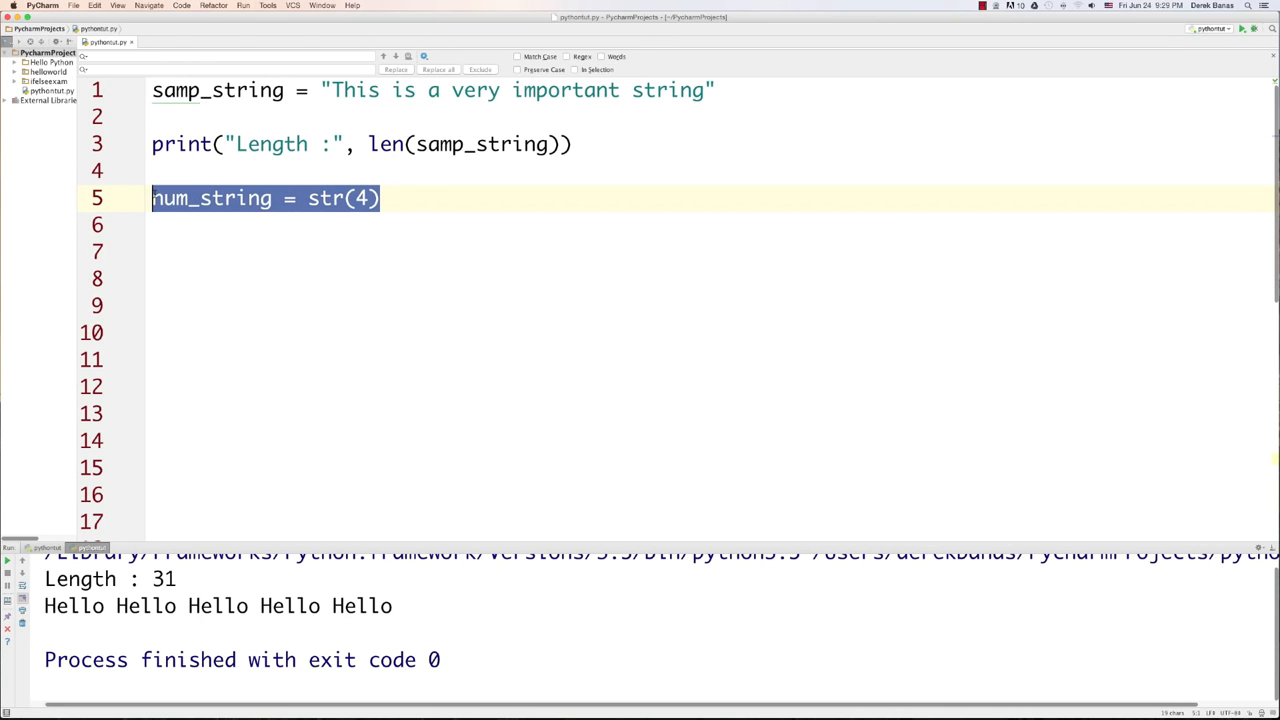 PyCharm File Edit View Navigate Code Refactor Run Tools VCS Window Help
Fri Jun 24 9:29 PM Derek Banas
pythontut.py - PycharmProjects - [~/PycharmProjects]
PycharmProjects pythontut.py
pythontut
pythontut.py
PycharmProject
Hello Python
helloworld
ifelseexam
pythontut.py
External Librarie
Match Case Regex Words
Replace Replace all Exclude Preserve Case In Selection
1 samp_string = "This is a very important string"
2
3 print("Length :", len(samp_string))
4
5 num_string = str(4)
6
7
8
9
10
11
12
13
14
15
16
17
Run: pythontut pythontut
/Library/Frameworks/Python.framework/Versions/3.5/bin/python3.5 /Users/derekbanas/PycharmProjects/pytho
Length : 31
Hello Hello Hello Hello Hello
Process finished with exit code 0
19 chars 5:1 LF÷ UTF-8÷